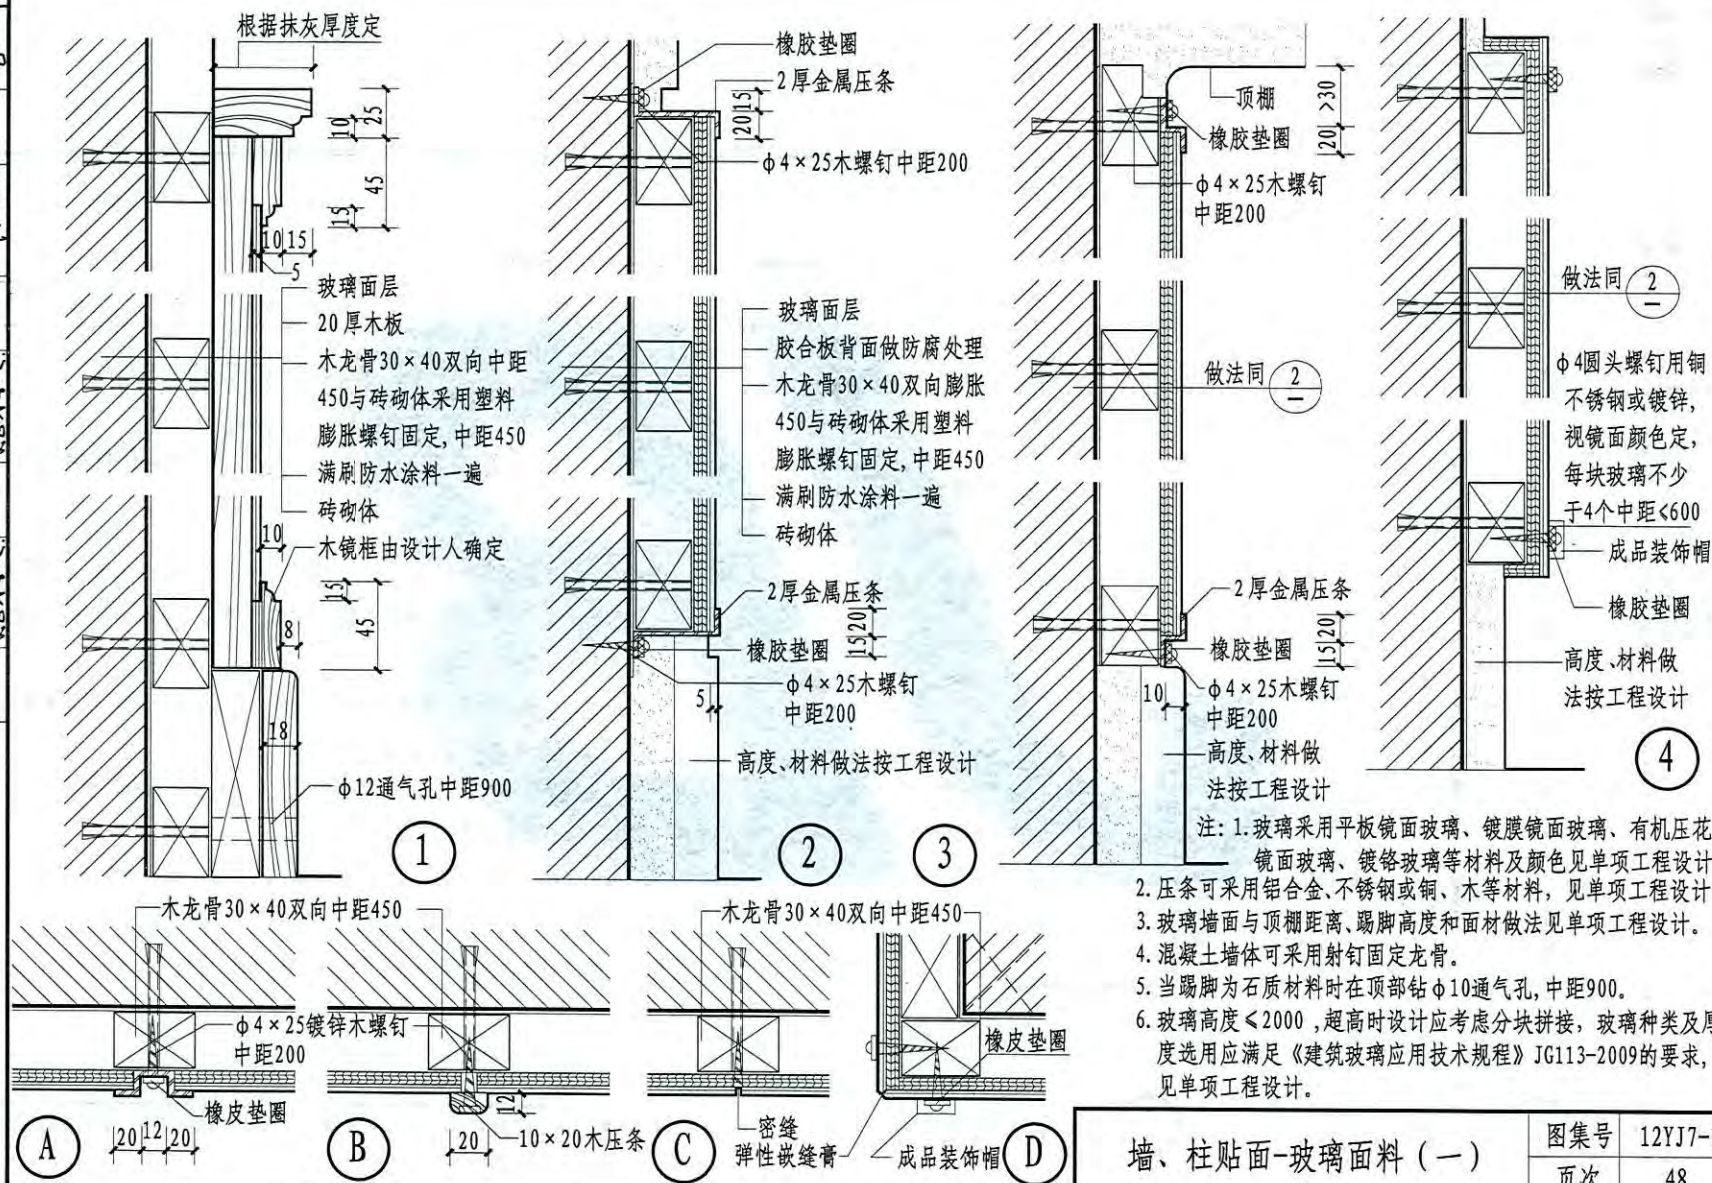 根据抹灰厚度定
25
10
45
15
10
15
5
玻璃面层
20厚木板
木龙骨30×40双向中距
450与砖砌体采用塑料
膨胀螺钉固定,中距450
满刷防水涂料一遍
砖砌体
木镜框由设计人确定
10
15
45
8
18
φ12通气孔中距900
1
橡胶垫圈
2厚金属压条
15
20
φ4×25木螺钉中距200
玻璃面层
胶合板背面做防腐处理
木龙骨30×40双向膨胀
450与砖砌体采用塑料
膨胀螺钉固定,中距450
满刷防水涂料一遍
砖砌体
2厚金属压条
20
15
橡胶垫圈
φ4×25木螺钉
中距200
5
高度、材料做法按工程设计
2
顶棚
>30
20
橡胶垫圈
φ4×25木螺钉
中距200
做法同 2
—
2厚金属压条
20
15
橡胶垫圈
φ4×25木螺钉
中距200
10
高度、材料做
法按工程设计
3
做法同 2
—
φ4圆头螺钉用铜
不锈钢或镀锌,
视镜面颜色定,
每块玻璃不少
于4个中距≤600
成品装饰帽
橡胶垫圈
高度、材料做
法按工程设计
4
注: 1.玻璃采用平板镜面玻璃、镀膜镜面玻璃、有机压花
镜面玻璃、镀铬玻璃等材料及颜色见单项工程设计
2.压条可采用铝合金、不锈钢或铜、木等材料，见单项工程设计
3.玻璃墙面与顶棚距离、踢脚高度和面材做法见单项工程设计。
4.混凝土墙体可采用射钉固定龙骨。
5.当踢脚为石质材料时在顶部钻φ10通气孔,中距900。
6.玻璃高度≤2000,超高时设计应考虑分块拼接，玻璃种类及厚
度选用应满足《建筑玻璃应用技术规程》JG113-2009的要求,
见单项工程设计。
木龙骨30×40双向中距450
φ4×25镀锌木螺钉
中距200
橡皮垫圈
20 12 20
A
12
20
10×20木压条
B
木龙骨30×40双向中距450
密缝
弹性嵌缝膏
C
橡皮垫圈
成品装饰帽
D
墙、柱贴面-玻璃面料（一）
图集号 12YJ7-
页次 48